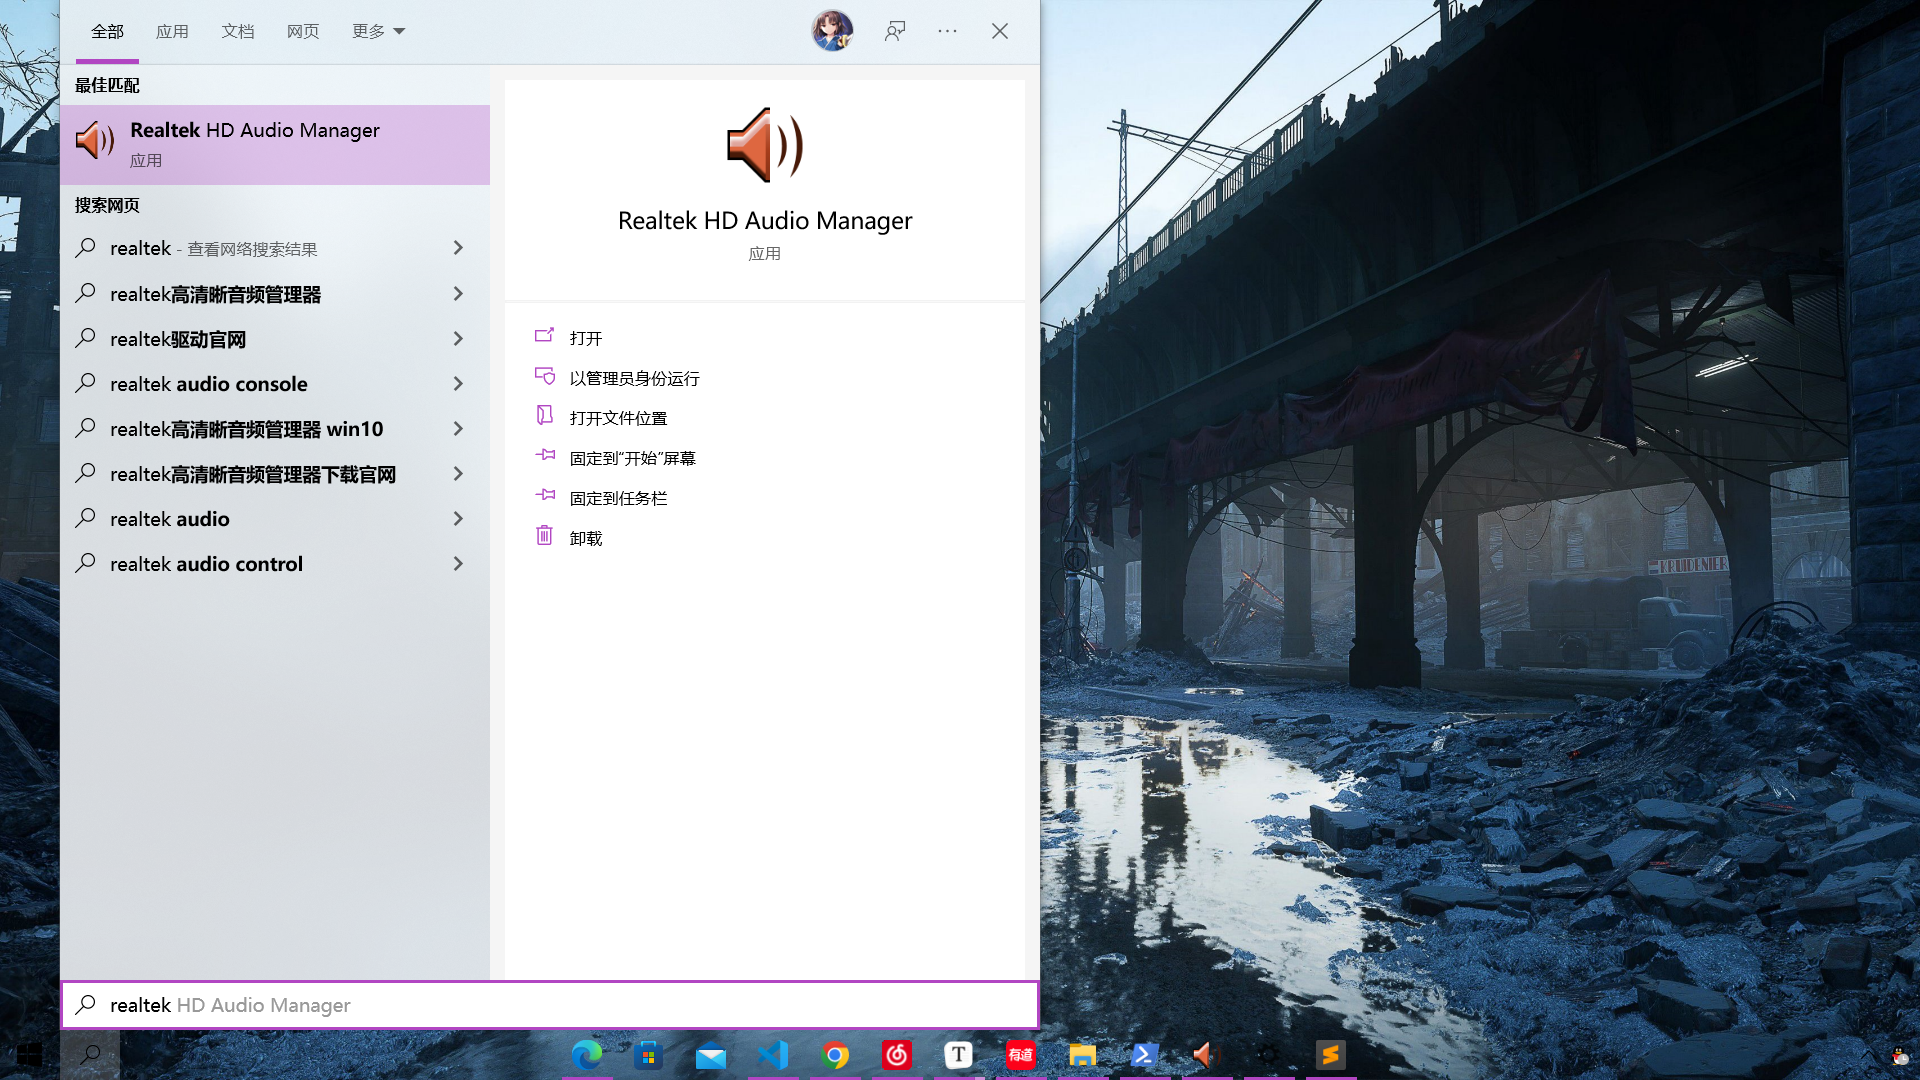 全部 应用 文档 网页 更多
最佳匹配
Realtek HD Audio Manager
应用
搜索网页
realtek - 查看网络搜索结果
realtek高清晰音频管理器
realtek驱动官网
realtek audio console
realtek高清晰音频管理器 win10
realtek高清晰音频管理器下载官网
realtek audio
realtek audio control
Realtek HD Audio Manager
应用
打开
以管理员身份运行
打开文件位置
固定到“开始”屏幕
固定到任务栏
卸载
realtek HD Audio Manager
KRUDENIER
T
有道